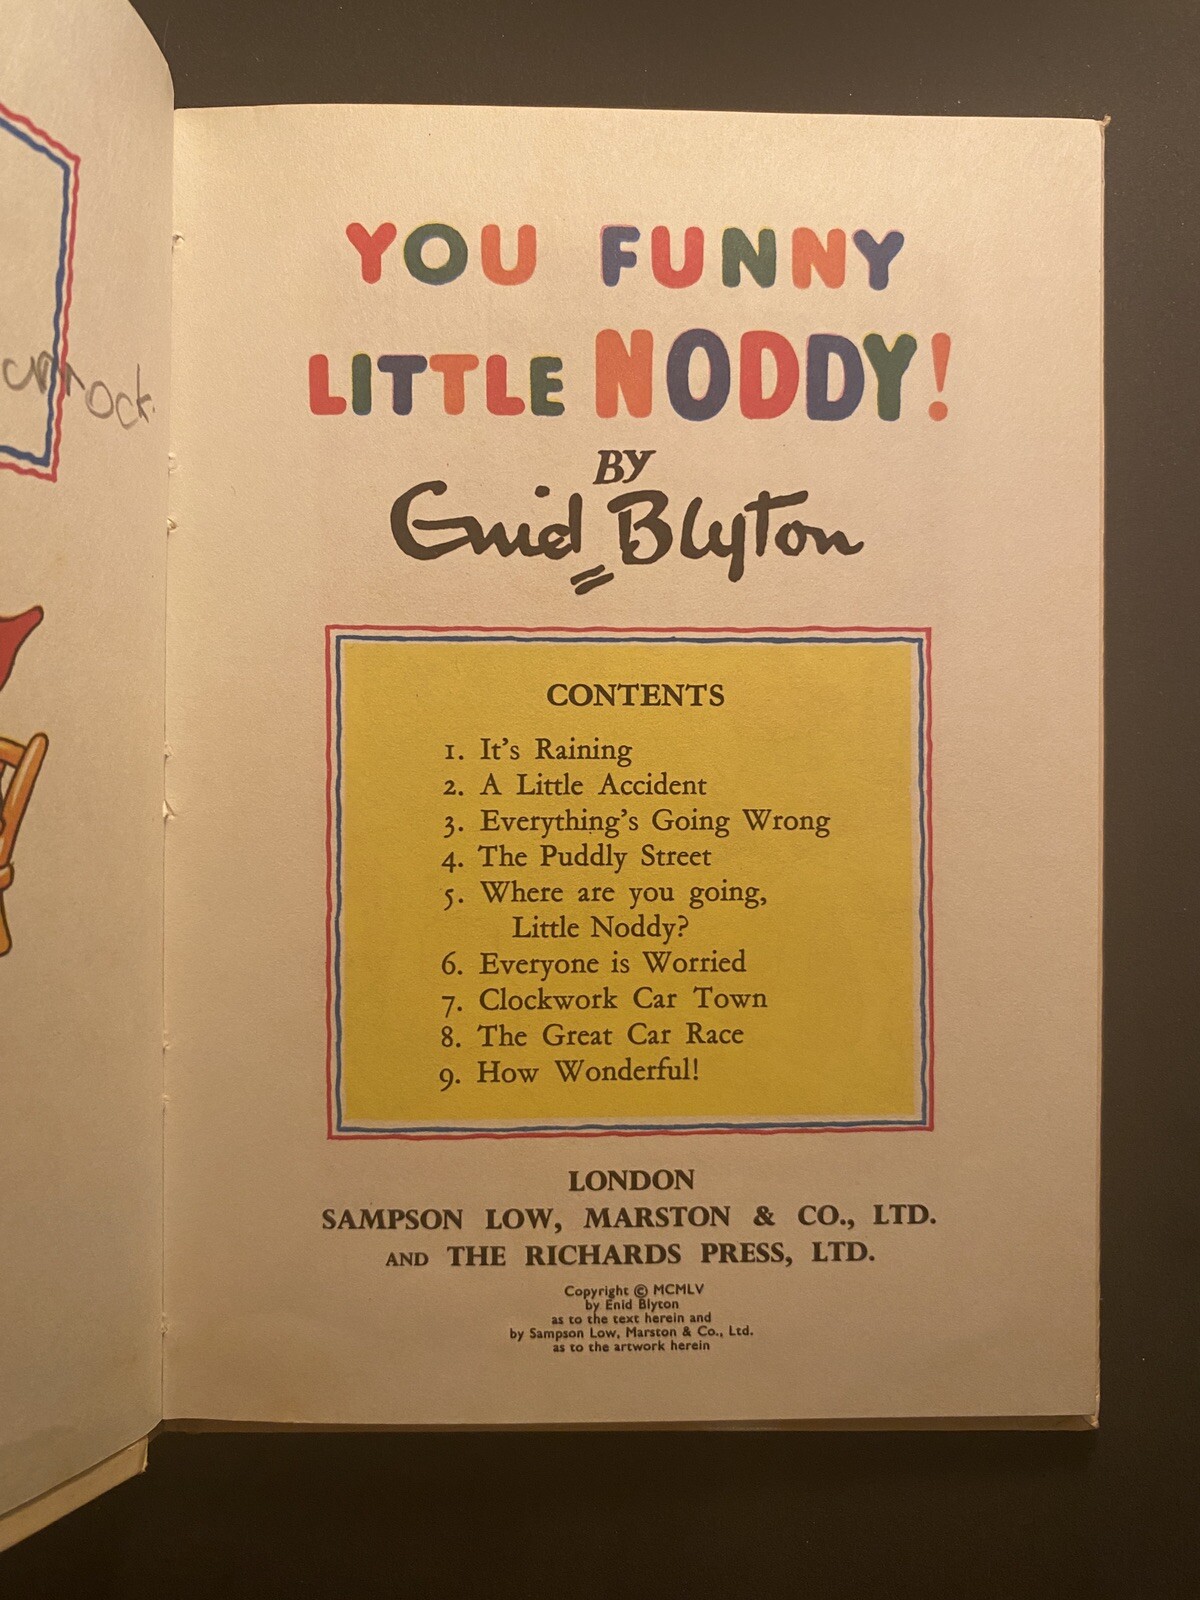 YOU FUNNY
LITTLE NODDY!
BY
Enid Blyton
CONTENTS
1. It's Raining
2. A Little Accident
3. Everything's Going Wrong
4. The Puddly Street
5. Where are you going,
Little Noddy?
6. Everyone is Worried
7. Clockwork Car Town
8. The Great Car Race
9. How Wonderful!
LONDON
SAMPSON LOW, MARSTON & CO., LTD.
AND THE RICHARDS PRESS, LTD.
Copyright © MCMLV
by Enid Blyton
as to the text herein and
by Sampson Low, Marston & Co., Ltd.
as to the artwork herein